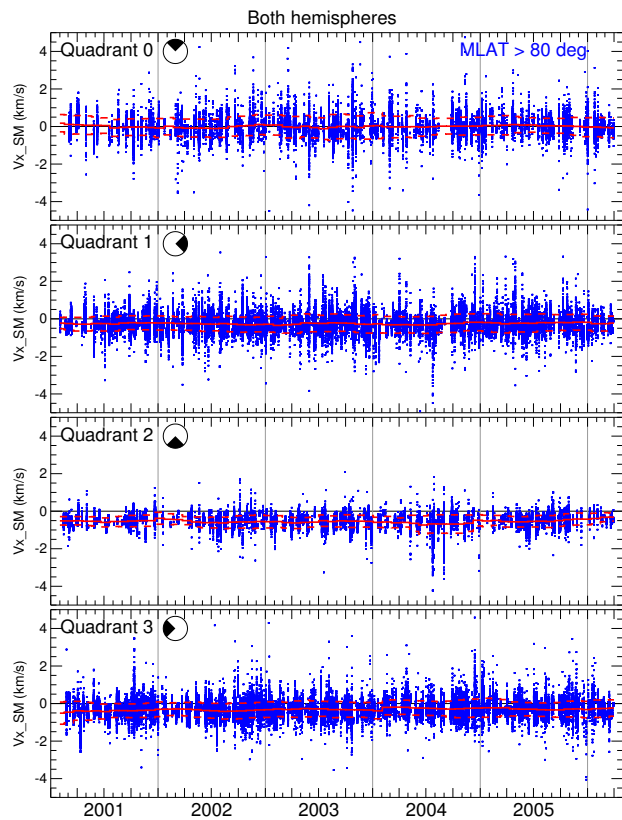 Both hemispheres
Quadrant 0
MLAT > 80 deg
4
2
0
-2
-4
Vx_SM (km/s)
Quadrant 1
4
2
0
-2
-4
Vx_SM (km/s)
Quadrant 2
4
2
0
-2
-4
Vx_SM (km/s)
Quadrant 3
4
2
0
-2
-4
Vx_SM (km/s)
2001 2002 2003 2004 2005